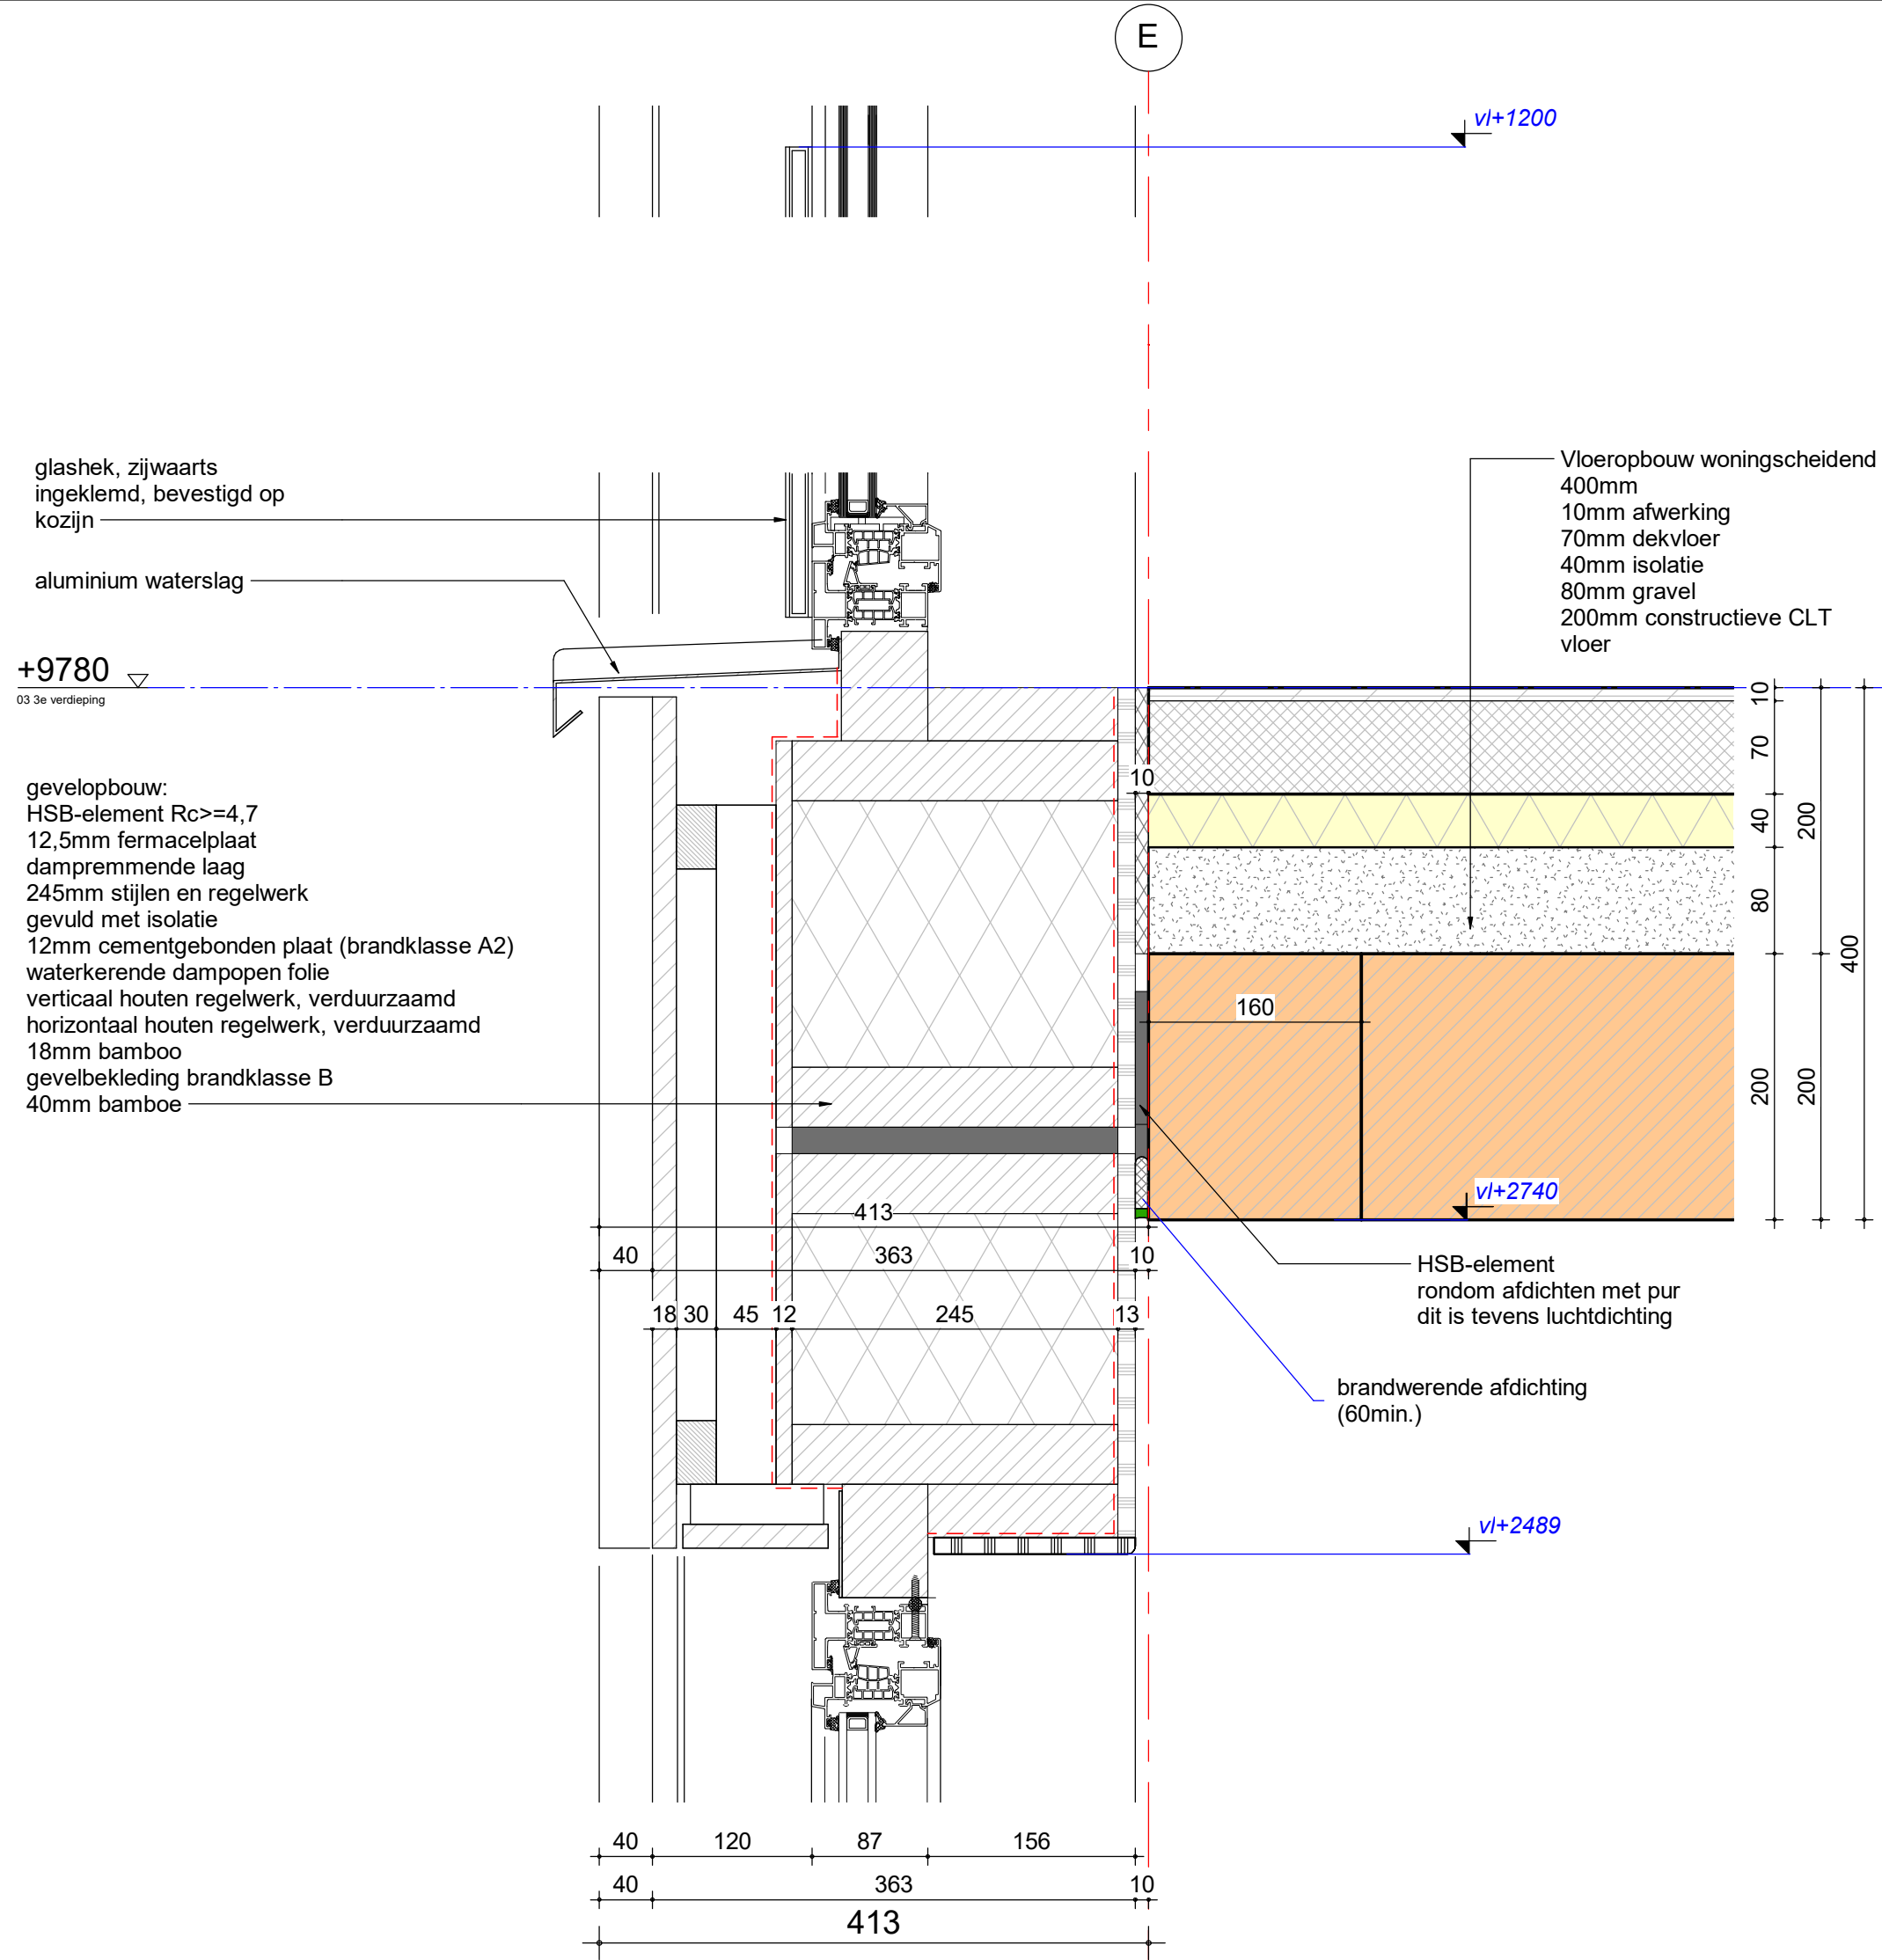 E
vl+1200
glashek, zijwaarts
ingeklemd, bevestigd op
kozijn
aluminium waterslag
+9780
03 3e verdieping
Vloeropbouw woningscheidend
400mm
10mm afwerking
70mm dekvloer
40mm isolatie
80mm gravel
200mm constructieve CLT
vloer
gevelopbouw:
HSB-element Rc>=4,7
12,5mm fermacelplaat
dampremmende laag
245mm stijlen en regelwerk
gevuld met isolatie
12mm cementgebonden plaat (brandklasse A2)
waterkerende dampopen folie
verticaal houten regelwerk, verduurzaamd
horizontaal houten regelwerk, verduurzaamd
18mm bamboo
gevelbekleding brandklasse B
40mm bamboe
10
10
70
40
80
200
200
200
400
160
vl+2740
413
40 363 10
18 30 45 12 245 13
HSB-element
rondom afdichten met pur
dit is tevens luchtdichting
brandwerende afdichting
(60min.)
vl+2489
40 120 87 156
40 363 10
413